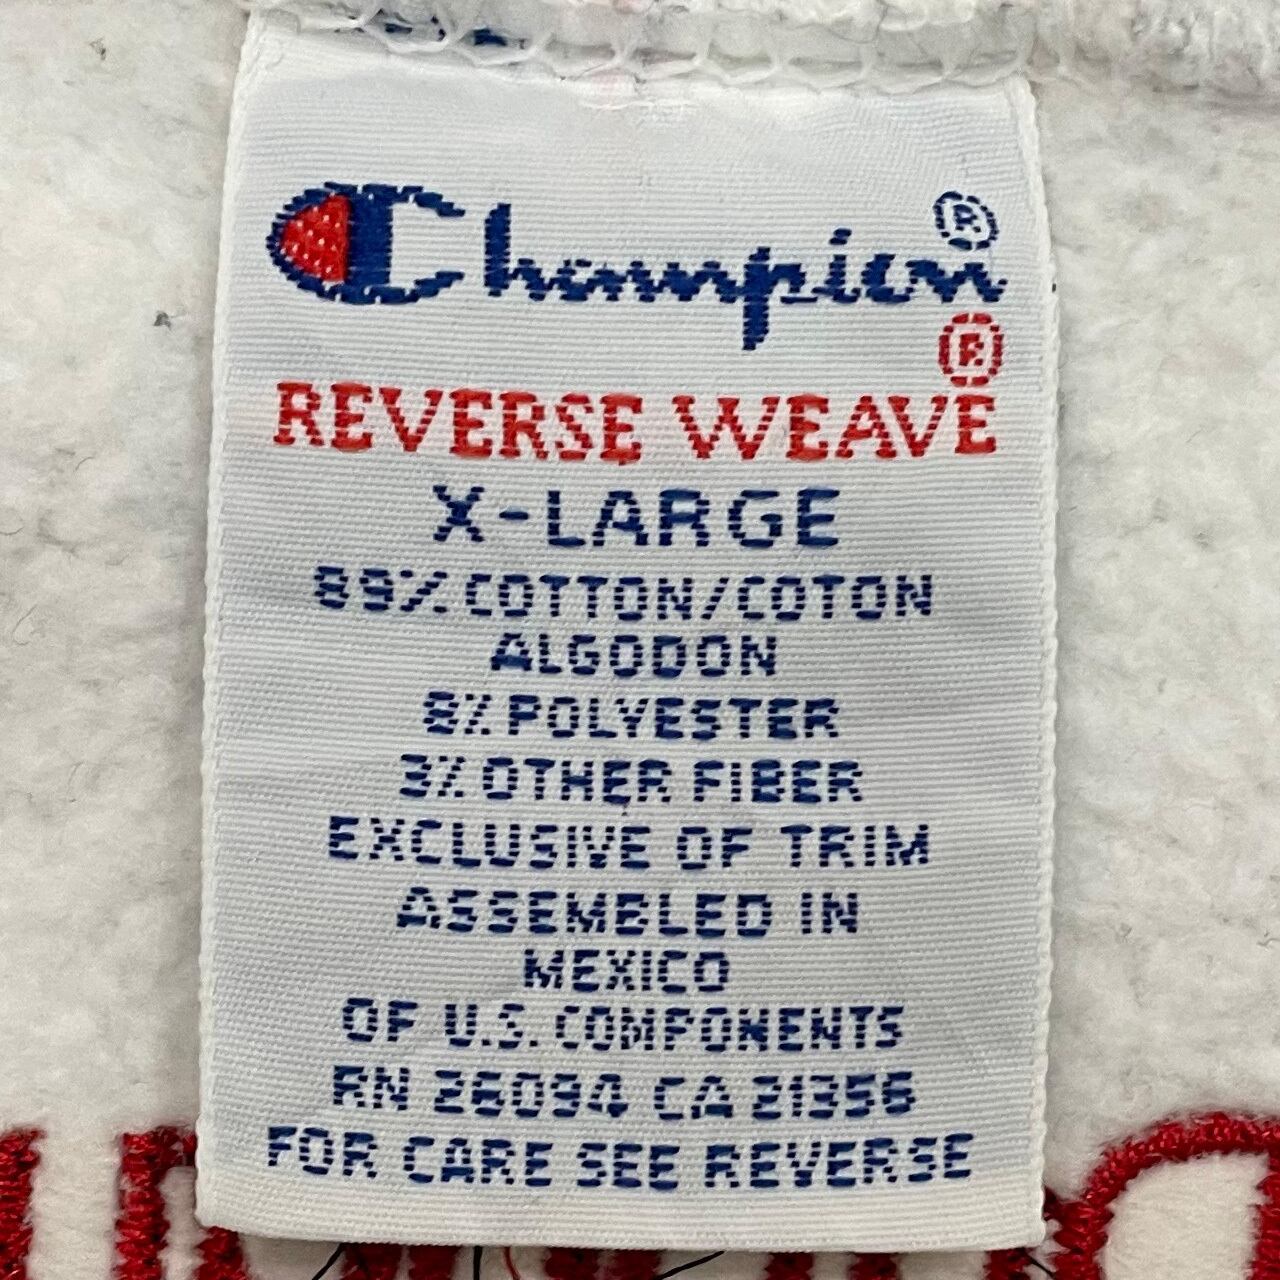 Champion®
®
REVERSE WEAVE
X-LARGE
89% COTTON/COTON
ALGODON
8% POLYESTER
3% OTHER FIBER
EXCLUSIVE OF TRIM
ASSEMBLED IN
MEXICO
OF U.S. COMPONENTS
RN 26094 CA 21356
FOR CARE SEE REVERSE